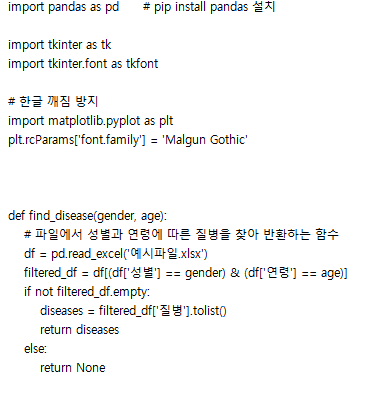 import pandas as pd     # pip install pandas 설치
import tkinter as tk
import tkinter.font as tkfont
# 한글 깨짐 방지
import matplotlib.pyplot as plt
plt.rcParams['font.family'] = 'Malgun Gothic'
def find_disease(gender, age):
    # 파일에서 성별과 연령에 따른 질병을 찾아 반환하는 함수
    df = pd.read_excel('예시파일.xlsx')
    filtered_df = df[(df['성별'] == gender) & (df['연령'] == age)]
    if not filtered_df.empty:
        diseases = filtered_df['질병'].tolist()
        return diseases
    else:
        return None